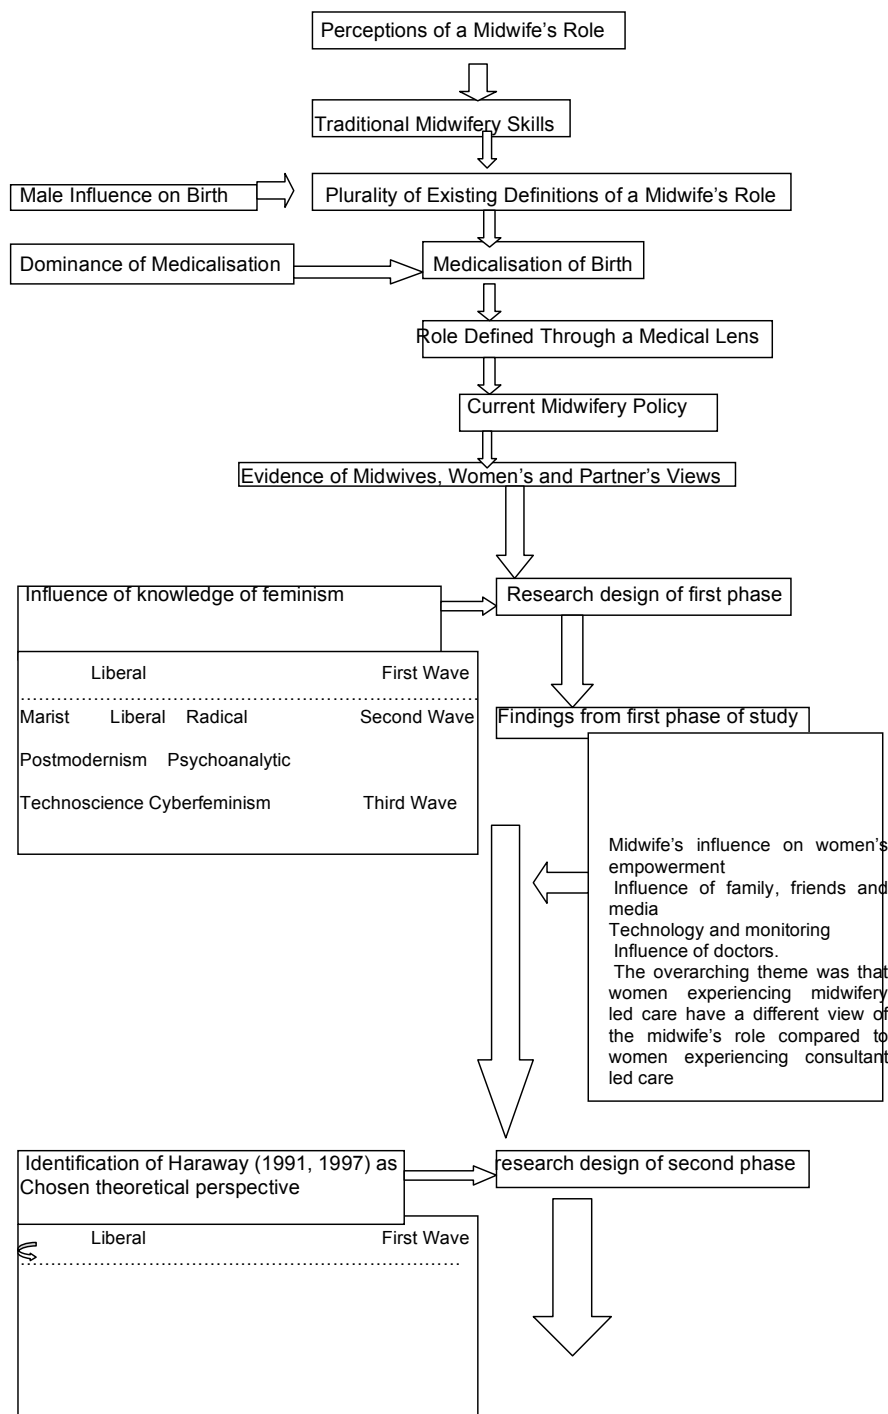 Perceptions of a Midwife's Role
Traditional Midwifery Skills
Male Influence on Birth
Plurality of Existing Definitions of a Midwife's Role
Dominance of Medicalisation
Medicalisation of Birth
Role Defined Through a Medical Lens
Current Midwifery Policy
Evidence of Midwives, Women's and Partner's Views
Influence of knowledge of feminism
Research design of first phase
Liberal First Wave
Marist Liberal Radical Second Wave
Postmodernism Psychoanalytic
Technoscience Cyberfeminism Third Wave
Findings from first phase of study
Midwife's influence on women's
empowerment
Influence of family, friends and
media
Technology and monitoring
Influence of doctors.
The overarching theme was that
women experiencing midwifery
led care have a different view of
the midwife's role compared to
women experiencing consultant
led care
Identification of Haraway (1991, 1997) as
Chosen theoretical perspective
research design of second phase
Liberal First Wave